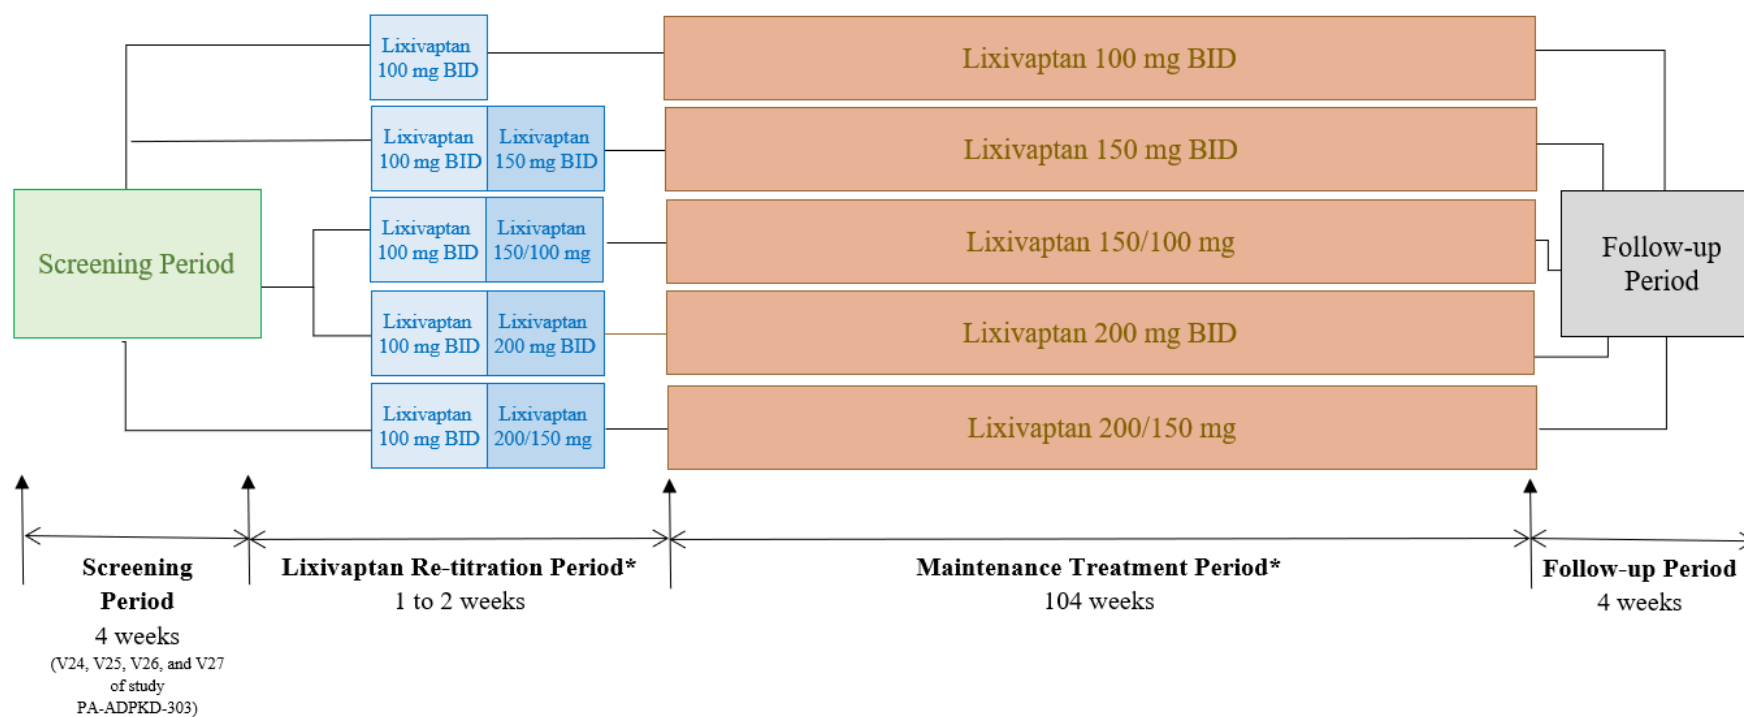 Screening Period
Lixivaptan
100 mg BID
Lixivaptan 100 mg BID
Lixivaptan
100 mg BID
Lixivaptan
150 mg BID
Lixivaptan 150 mg BID
Lixivaptan
100 mg BID
Lixivaptan
150/100 mg
Lixivaptan 150/100 mg
Lixivaptan
100 mg BID
Lixivaptan
200 mg BID
Lixivaptan 200 mg BID
Lixivaptan
100 mg BID
Lixivaptan
200/150 mg
Lixivaptan 200/150 mg
Follow-up
Period
Screening
Period
4 weeks
(V24, V25, V26, and V27
of study
PA-ADPKD-303)
Lixivaptan Re-titration Period*
1 to 2 weeks
Maintenance Treatment Period*
104 weeks
Follow-up Period
4 weeks